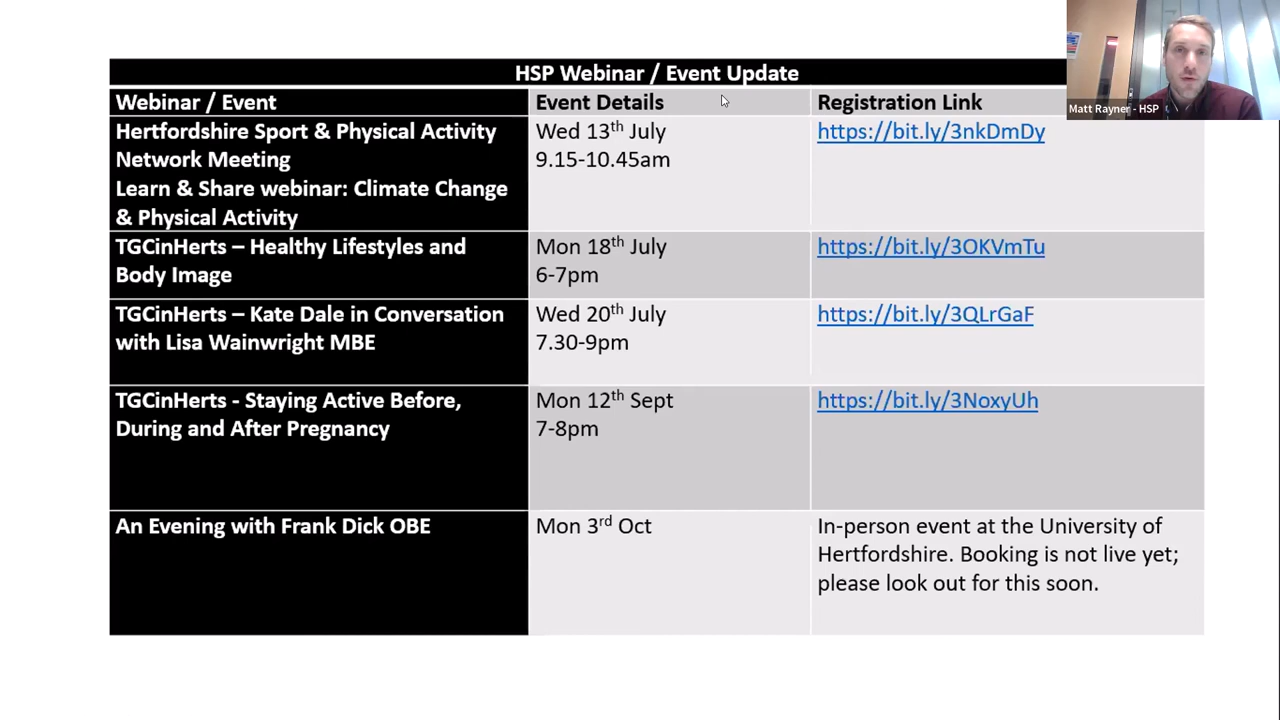 HSP Webinar / Event Update
Webinar / Event
Event Details
Registration Link
Hertfordshire Sport & Physical Activity
Network Meeting
Learn & Share webinar: Climate Change
& Physical Activity
Wed 13th July
9.15-10.45am
https://bit.ly/3nkDmDy
TGCinHerts – Healthy Lifestyles and
Body Image
Mon 18th July
6-7pm
https://bit.ly/3OKVmTu
TGCinHerts – Kate Dale in Conversation
with Lisa Wainwright MBE
Wed 20th July
7.30-9pm
https://bit.ly/3QLrGaF
TGCinHerts - Staying Active Before,
During and After Pregnancy
Mon 12th Sept
7-8pm
https://bit.ly/3NoxyUh
An Evening with Frank Dick OBE
Mon 3rd Oct
In-person event at the University of
Hertfordshire. Booking is not live yet;
please look out for this soon.
Matt Rayner - HSP